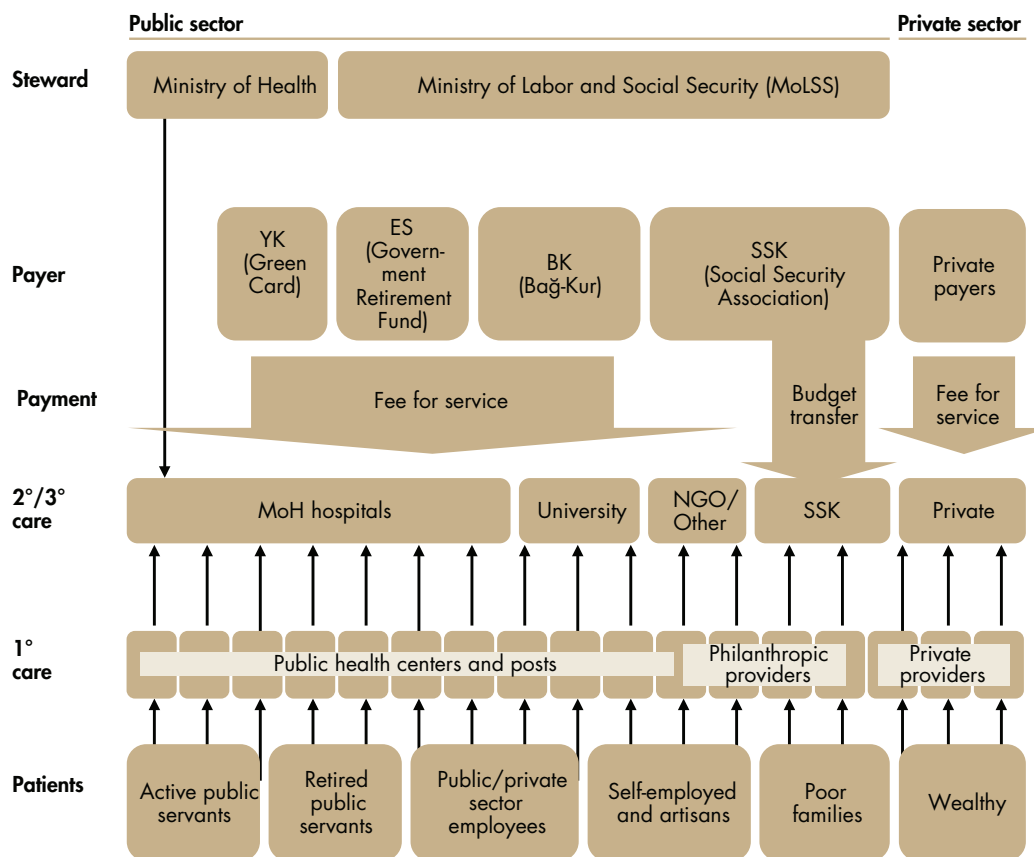 Public sector
Private sector
Steward
Ministry of Health
Ministry of Labor and Social Security (MoLSS)
Payer
YK
(Green
Card)
ES
(Govern-
ment
Retirement
Fund)
BK
(Bağ-Kur)
SSK
(Social Security
Association)
Private
payers
Payment
Fee for service
Budget
transfer
Fee for
service
2°/3°
care
MoH hospitals
University
NGO/
Other
SSK
Private
1°
care
Public health centers and posts
Philanthropic
providers
Private
providers
Patients
Active public
servants
Retired
public
servants
Public/private
sector
employees
Self-employed
and artisans
Poor
families
Wealthy